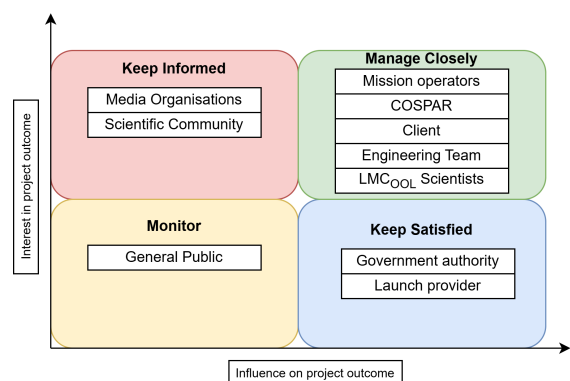 Keep Informed
Media Organisations
Scientific Community
Manage Closely
Mission operators
COSPAR
Client
Engineering Team
LMC_OOL Scientists
Monitor
General Public
Keep Satisfied
Government authority
Launch provider
Interest in project outcome
Influence on project outcome